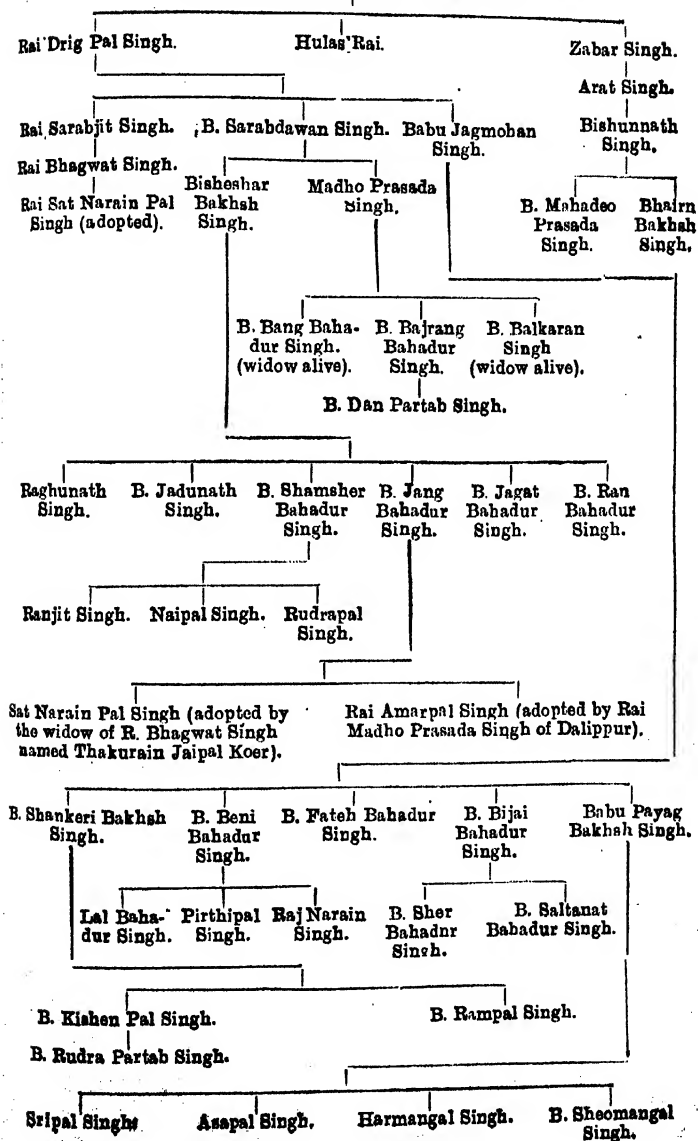 Rai Drig Pal Singh.
Hulas Rai.
Zabar Singh.
Arat Singh.
Bishunnath
Singh.
Rai Sarabjit Singh.
B. Sarabdawan Singh.
Babu Jagmohan
Singh.
Rai Bhagwat Singh.
Rai Sat Narain Pal
Singh (adopted).
Bisheshar
Bakhsh
Singh.
Madho Prasada
Singh.
B. Mahadeo
Prasada
Singh.
Bhairn
Bakhsh
Singh.
B. Bang Baha-
dur Singh.
(widow alive).
B. Bajrang
Bahadur
Singh.
B. Balkaran
Singh
(widow alive).
B. Dan Partab Singh.
Raghunath
Singh.
B. Jadunath
Singh.
B. Shamsher
Bahadur
Singh.
B. Jang
Bahadur
Singh.
B. Jagat
Bahadur
Singh.
B. Ran
Bahadur
Singh.
Ranjit Singh.
Naipal Singh.
Rudrapal
Singh.
Sat Narain Pal Singh (adopted by
the widow of R. Bhagwat Singh
named Thakurain Jaipal Koer).
Rai Amarpal Singh (adopted by Rai
Madho Prasada Singh of Dalippur).
B. Shankeri Bakhsh
Singh.
B. Beni
Bahadur
Singh.
B. Fateh Bahadur
Singh.
B. Bijai
Bahadur
Singh.
Babu Payag
Bakhsh Singh.
Lal Baha-
dur Singh.
Pirthipal
Singh.
Raj Narain
Singh.
B. Sher
Bahadur
Singh.
B. Saltanat
Bahadur Singh.
B. Kishen Pal Singh.
B. Rampal Singh.
B. Rudra Partab Singh.
Sripal Singh.
Asapal Singh.
Harmangal Singh.
B. Sheomangal
Singh.